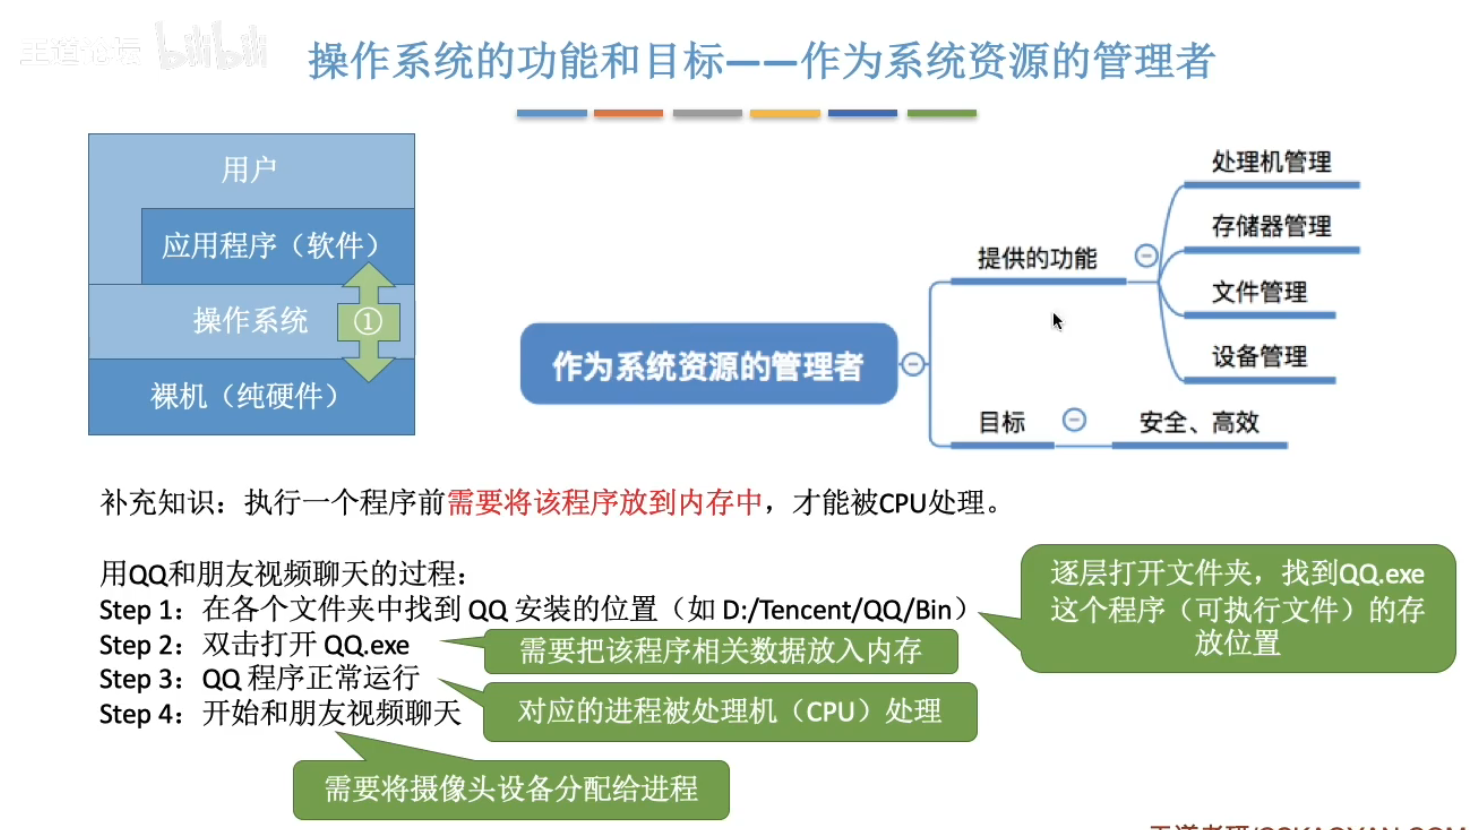 王道论坛 bilibili
操作系统的功能和目标——作为系统资源的管理者
用户
应用程序（软件）
操作系统
①
裸机（纯硬件）
作为系统资源的管理者
提供的功能
处理机管理
存储器管理
文件管理
设备管理
目标
安全、高效
补充知识：执行一个程序前需要将该程序放到内存中，才能被CPU处理。
用QQ和朋友视频聊天的过程：
Step 1：在各个文件夹中找到 QQ 安装的位置（如 D:/Tencent/QQ/Bin）
逐层打开文件夹，找到QQ.exe
这个程序（可执行文件）的存
放位置
Step 2：双击打开 QQ.exe
需要把该程序相关数据放入内存
Step 3：QQ 程序正常运行
对应的进程被处理机（CPU）处理
Step 4：开始和朋友视频聊天
需要将摄像头设备分配给进程